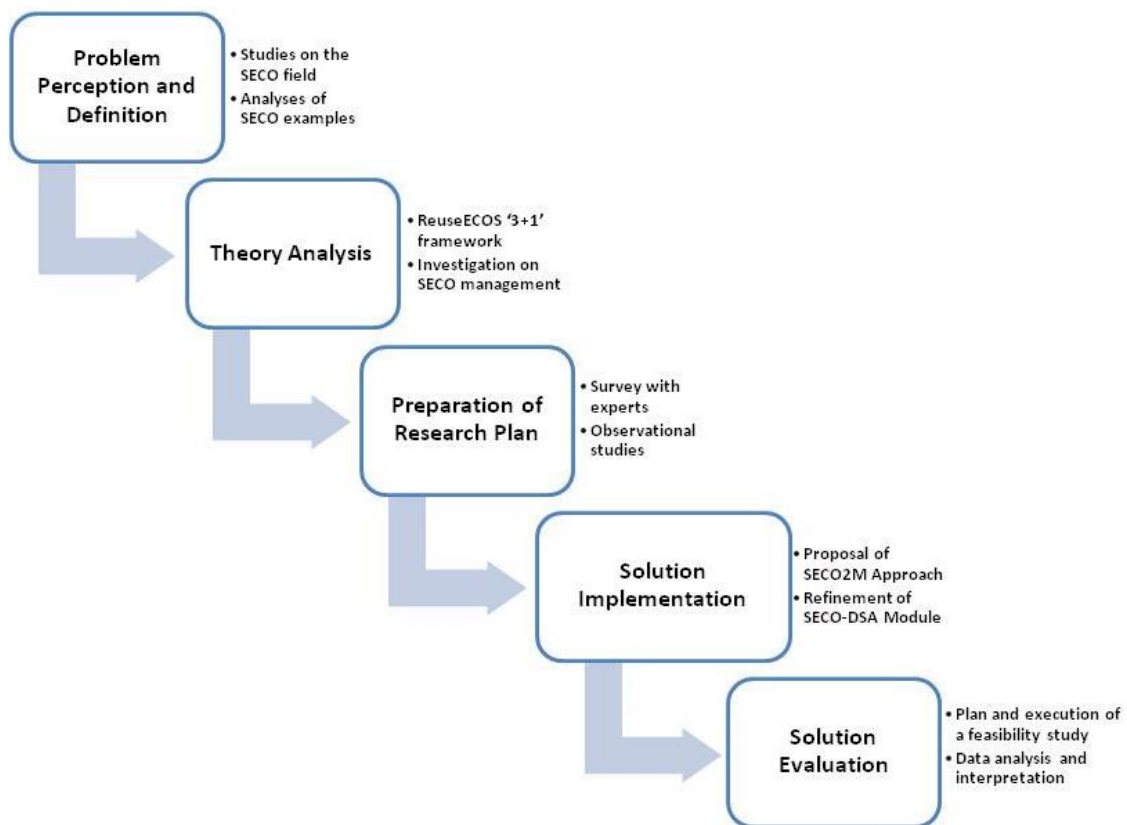 Problem
Perception and
Definition
• Studies on the
SECO field
• Analyses of
SECO examples
Theory Analysis
• ReuseECOS ‘3+1’
framework
• Investigation on
SECO management
Preparation of
Research Plan
• Survey with
experts
• Observational
studies
Solution
Implementation
• Proposal of
SECO2M Approach
• Refinement of
SECO-DSA Module
Solution
Evaluation
• Plan and execution of
a feasibility study
• Data analysis and
interpretation